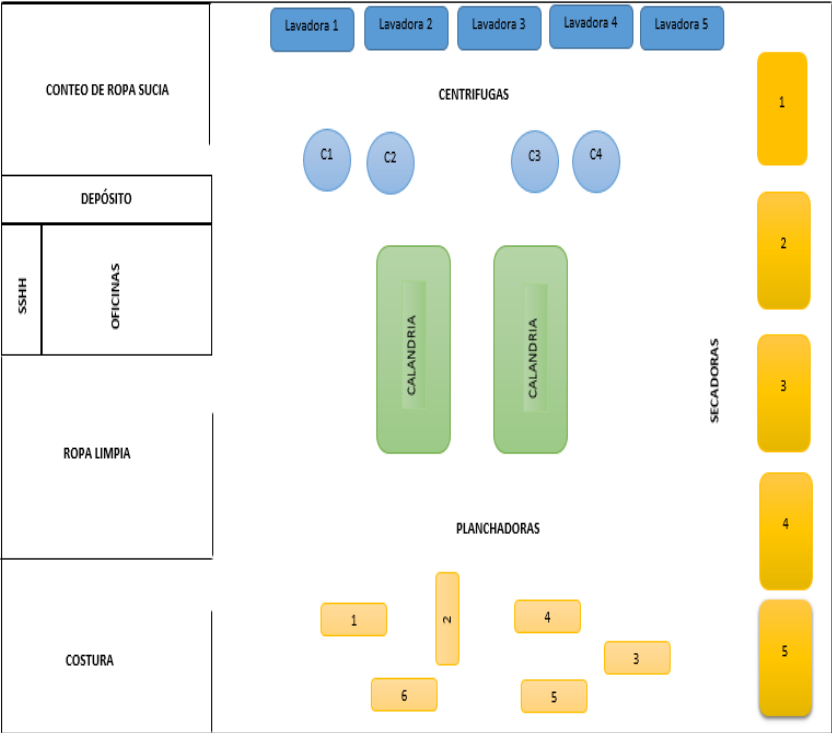 Lavadora 1
Lavadora 2
Lavadora 3
Lavadora 4
Lavadora 5
CONTEO DE ROPA SUCIA
CENTRIFUGAS
1
C1
C2
C3
C4
DEPÓSITO
2
SSHH
OFICINAS
CALANDRIA
CALANDRIA
SECADORAS
3
ROPA LIMPIA
PLANCHADORAS
4
1
2
4
3
5
COSTURA
6
5